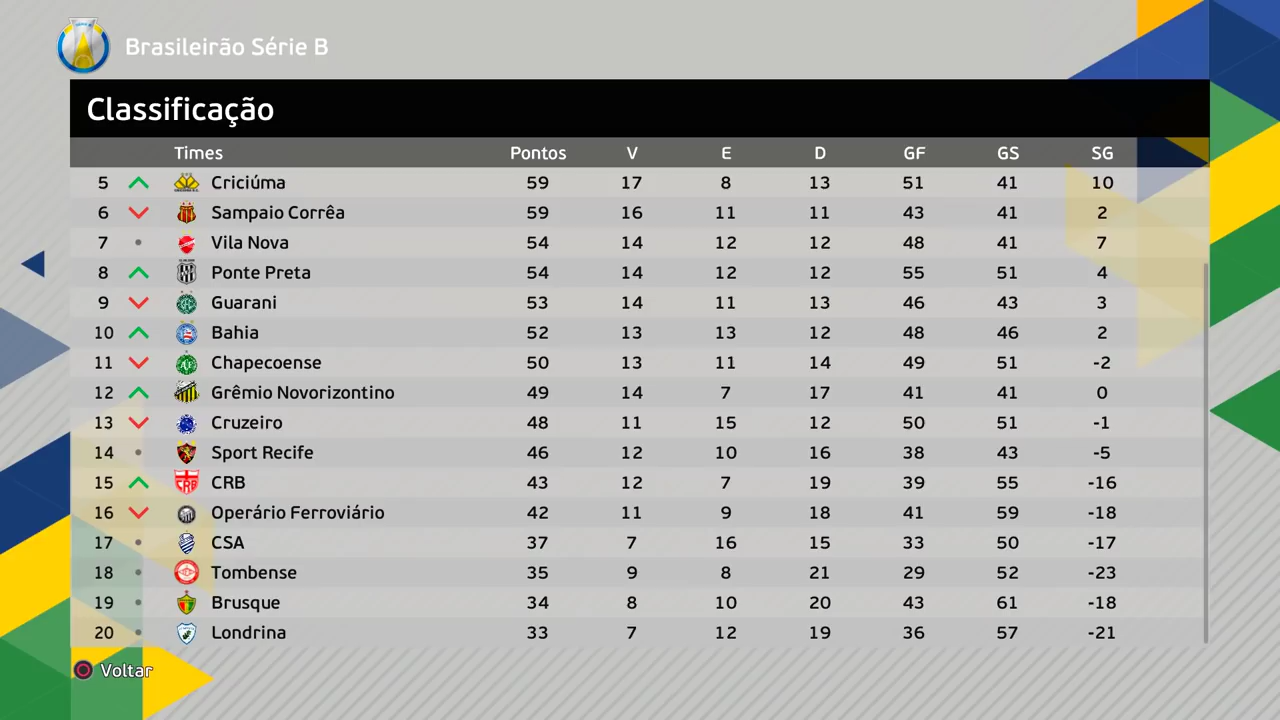 Brasileirão Série B
Classificação
Times Pontos V E D GF GS SG
5 Criciúma 59 17 8 13 51 41 10
6 Sampaio Corrêa 59 16 11 11 43 41 2
7 Vila Nova 54 14 12 12 48 41 7
8 Ponte Preta 54 14 12 12 55 51 4
9 Guarani 53 14 11 13 46 43 3
10 Bahia 52 13 13 12 48 46 2
11 Chapecoense 50 13 11 14 49 51 -2
12 Grêmio Novorizontino 49 14 7 17 41 41 0
13 Cruzeiro 48 11 15 12 50 51 -1
14 Sport Recife 46 12 10 16 38 43 -5
15 CRB 43 12 7 19 39 55 -16
16 Operário Ferroviário 42 11 9 18 41 59 -18
17 CSA 37 7 16 15 33 50 -17
18 Tombense 35 9 8 21 29 52 -23
19 Brusque 34 8 10 20 43 61 -18
20 Londrina 33 7 12 19 36 57 -21
Voltar